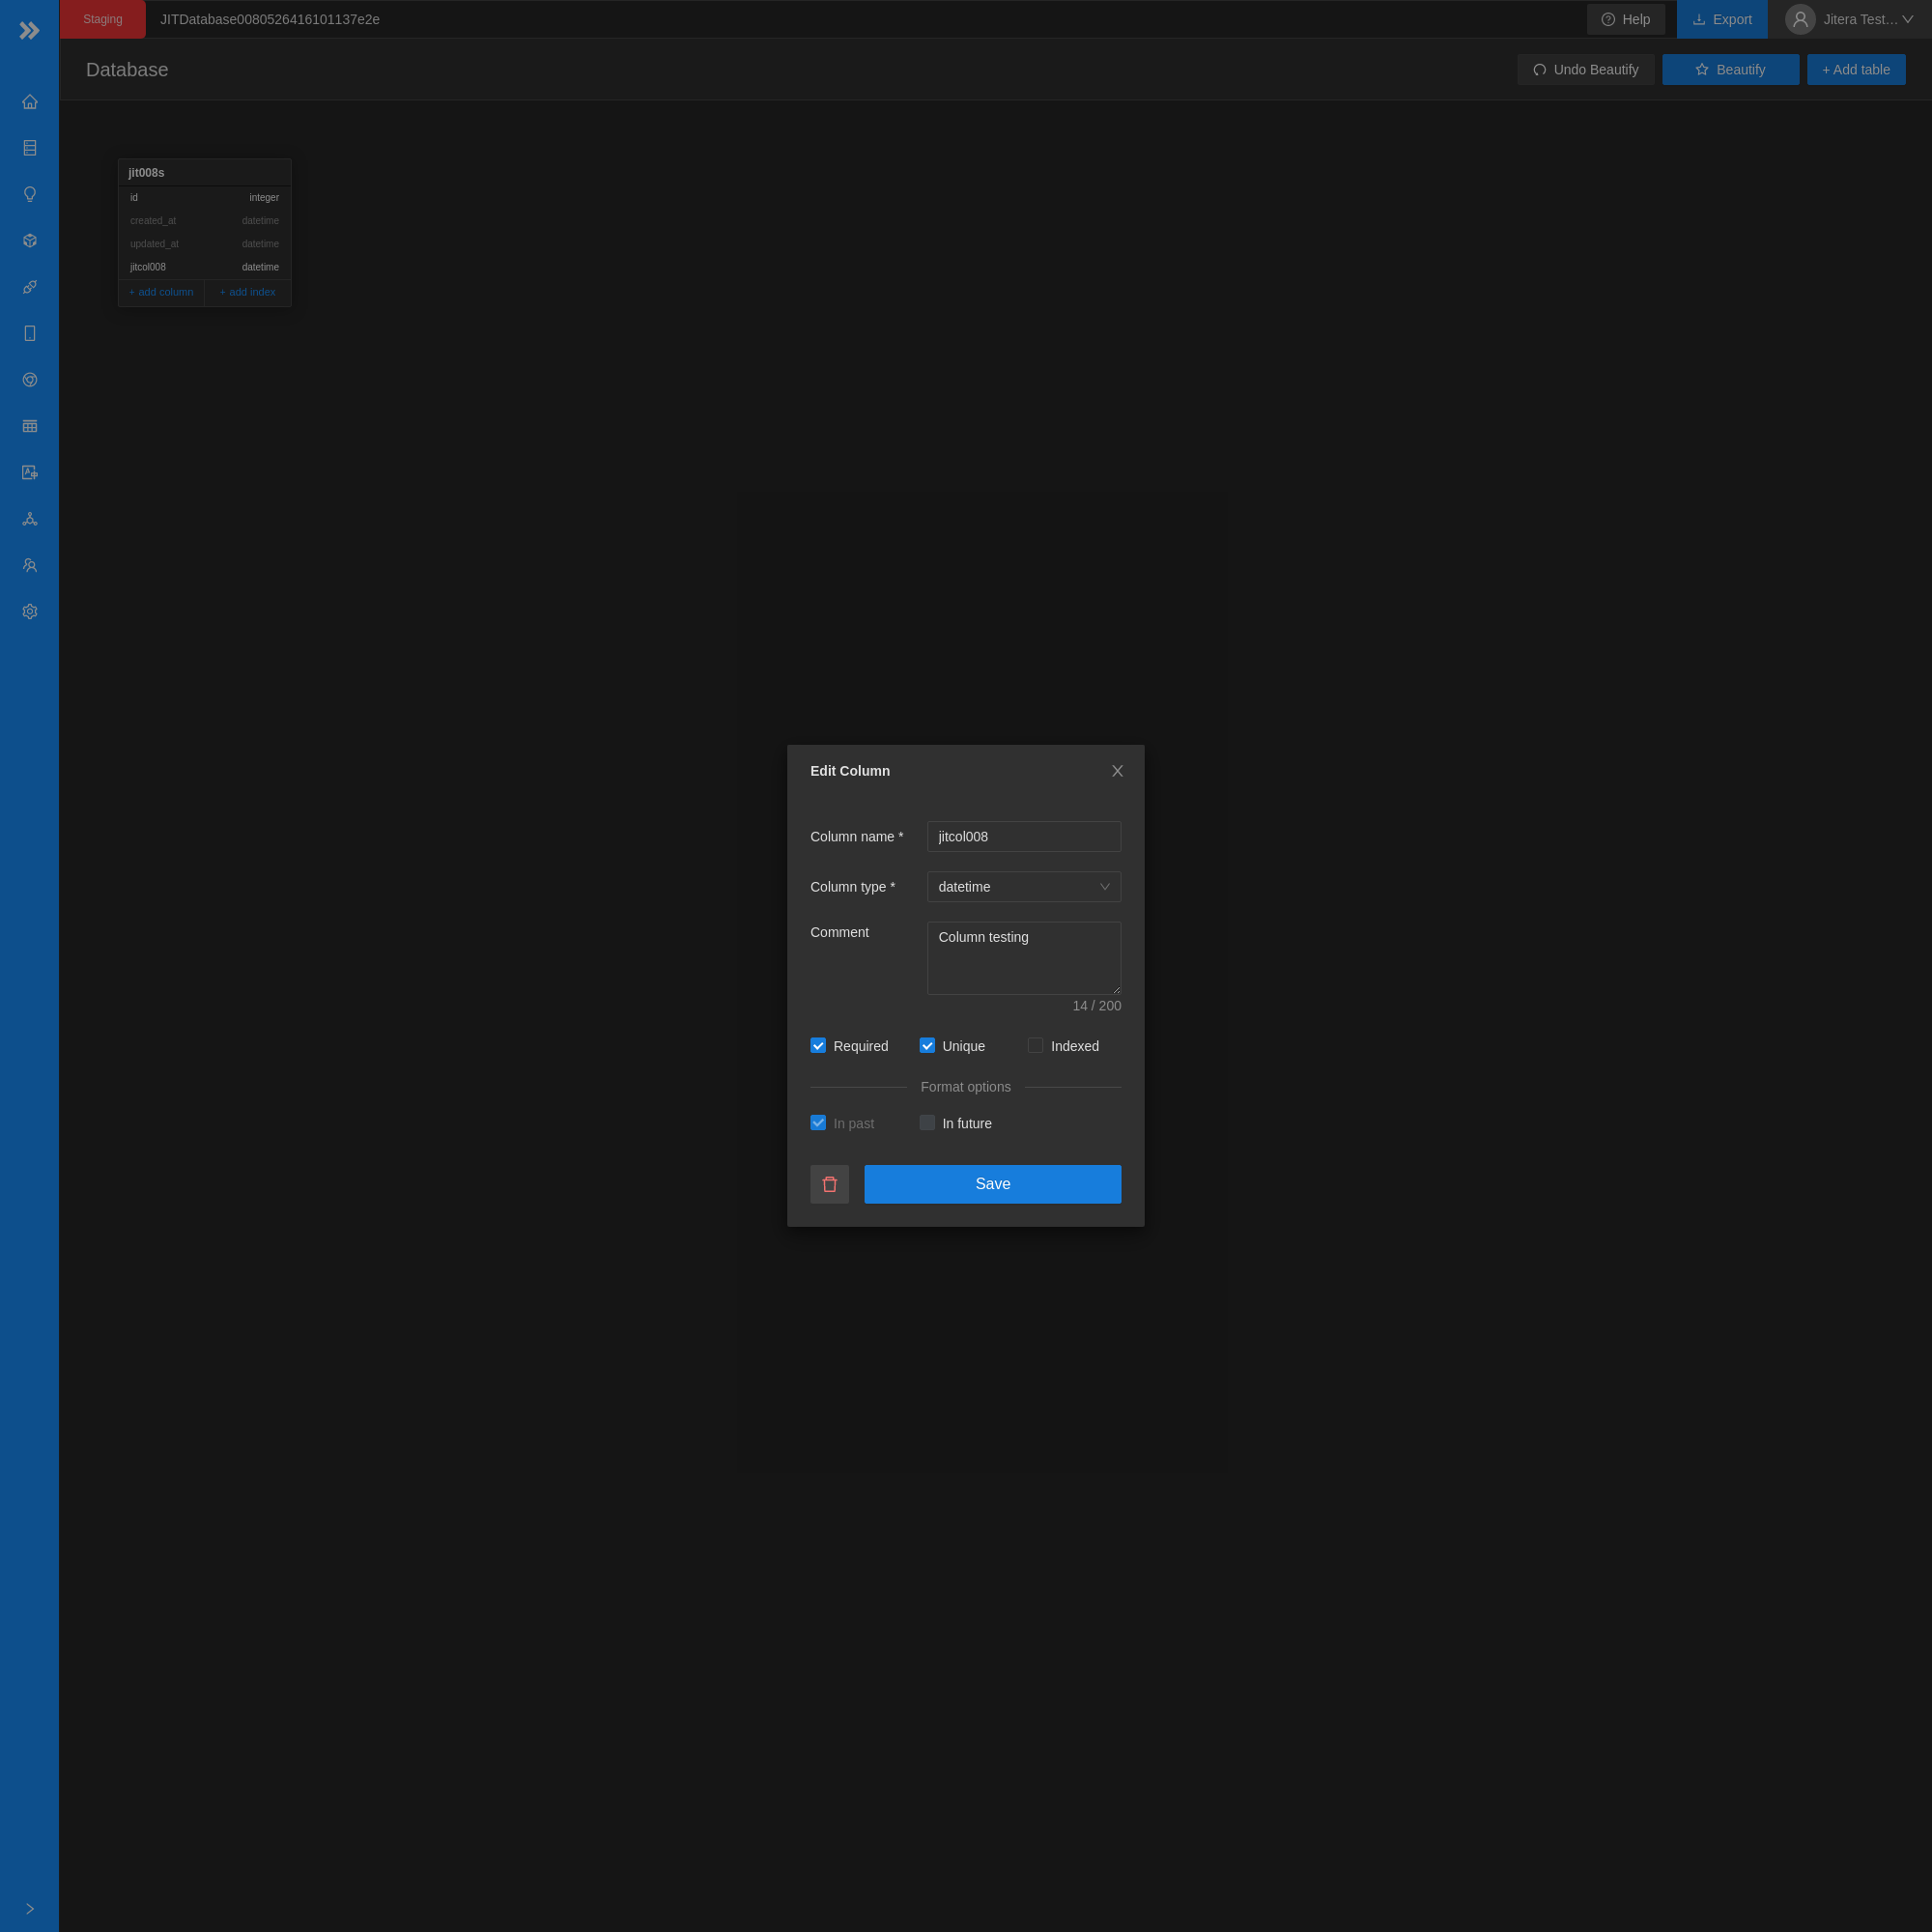 Staging JITDatabase0080526416101137e2e Help Export Jitera Test…
Database Undo Beautify Beautify + Add table
jit008s
id integer
created_at datetime
updated_at datetime
jitcol008 datetime
+ add column + add index
Edit Column
Column name * jitcol008
Column type * datetime
Comment Column testing
14 / 200
Required Unique Indexed
Format options
In past In future
Save